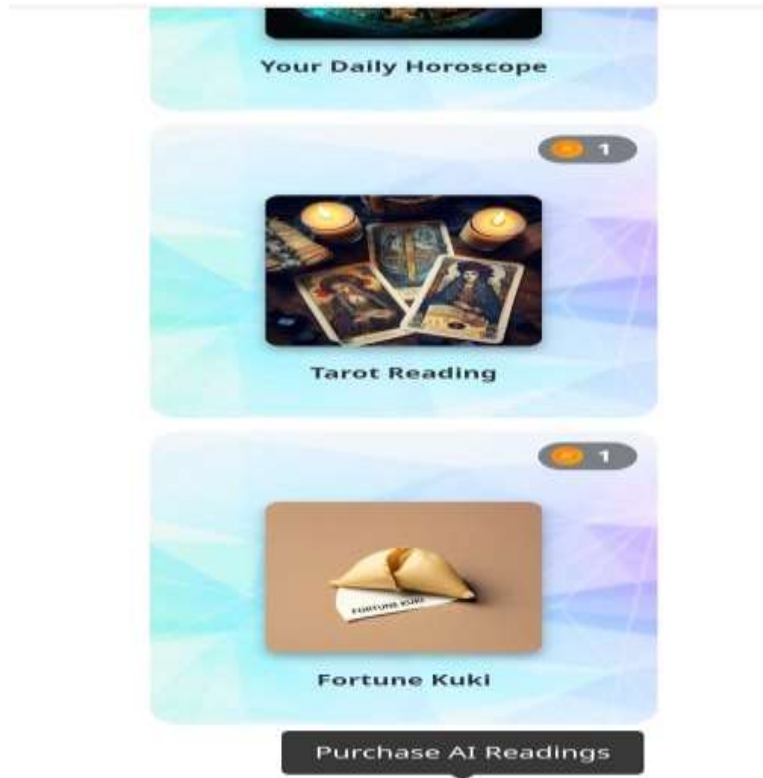 Your Daily Horoscope
1
Tarot Reading
1
FORTUNE KUKI
Fortune Kuki
Purchase AI Readings